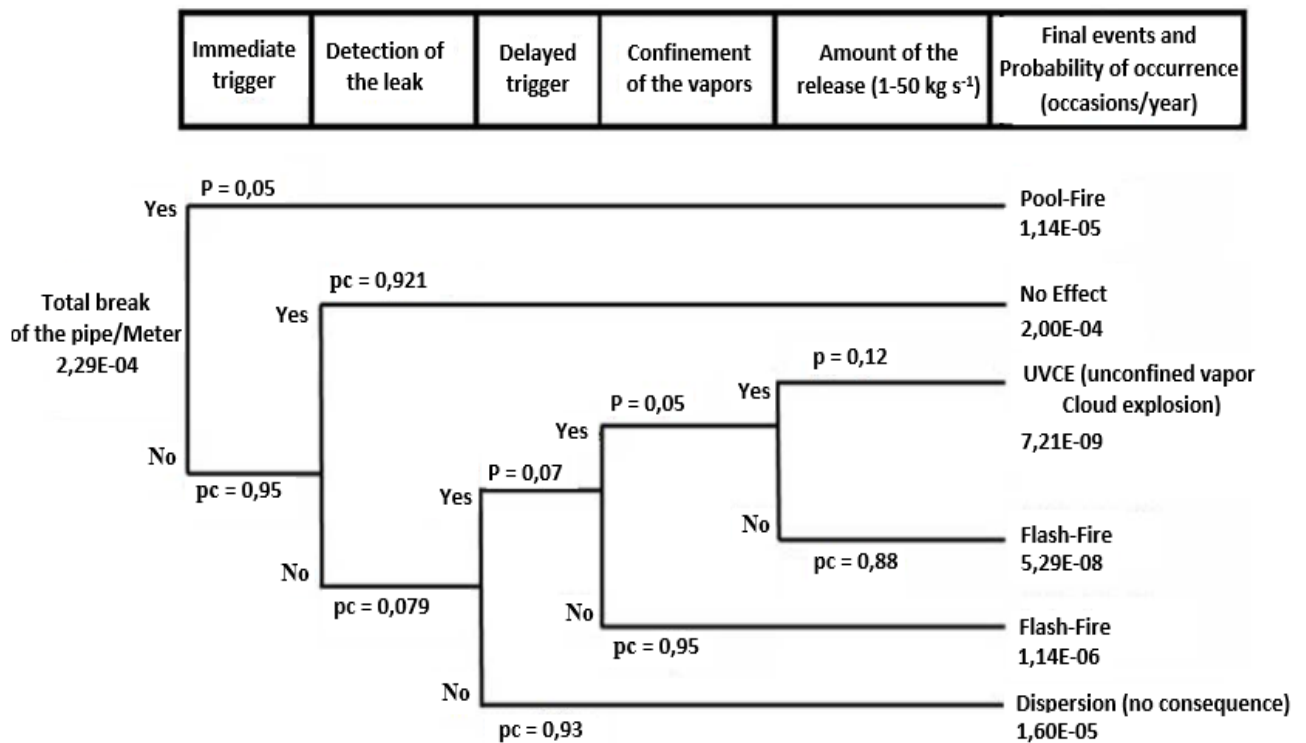 Immediate
trigger
Detection of
the leak
Delayed
trigger
Confinement
of the vapors
Amount of the
release (1-50 kg s⁻¹)
Final events and
Probability of occurrence
(occasions/year)
P = 0,05
Yes
Pool-Fire
1,14E-05
pc = 0,921
Yes
No Effect
2,00E-04
Total break
of the pipe/Meter
2,29E-04
p = 0,12
Yes
UVCE (unconfined vapor
Cloud explosion)
7,21E-09
P = 0,05
Yes
No
pc = 0,95
P = 0,07
Yes
No
pc = 0,88
Flash-Fire
5,29E-08
No
pc = 0,079
No
pc = 0,95
Flash-Fire
1,14E-06
No
pc = 0,93
Dispersion (no consequence)
1,60E-05